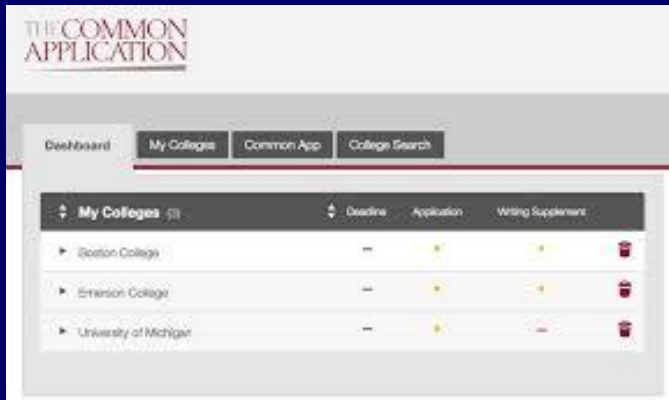 THE COMMON
APPLICATION
Dashboard My Colleges Common App College Search
My Colleges (3) Deadline Application Writing Supplement
Boston College
Emerson College
University of Michigan